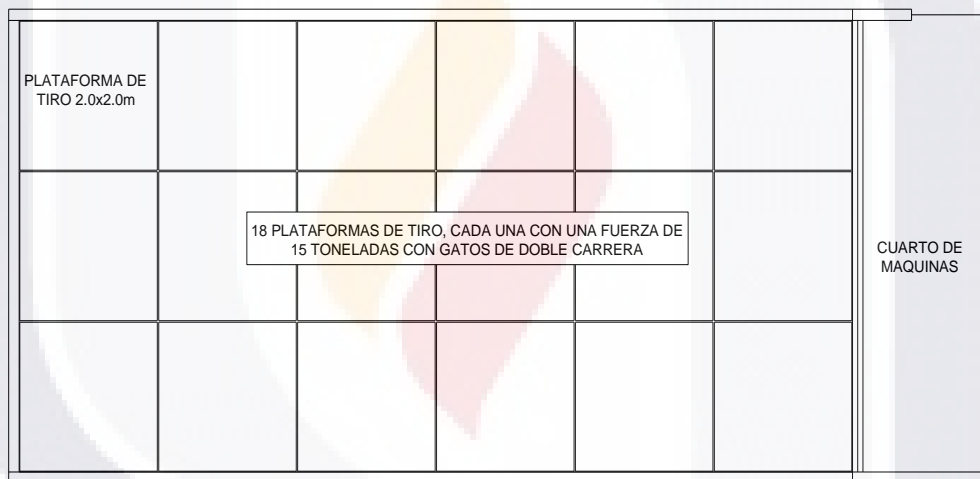 PLATAFORMA DE
TIRO 2.0x2.0m
18 PLATAFORMAS DE TIRO, CADA UNA CON UNA FUERZA DE
15 TONELADAS CON GATOS DE DOBLE CARRERA
CUARTO DE
MAQUINAS